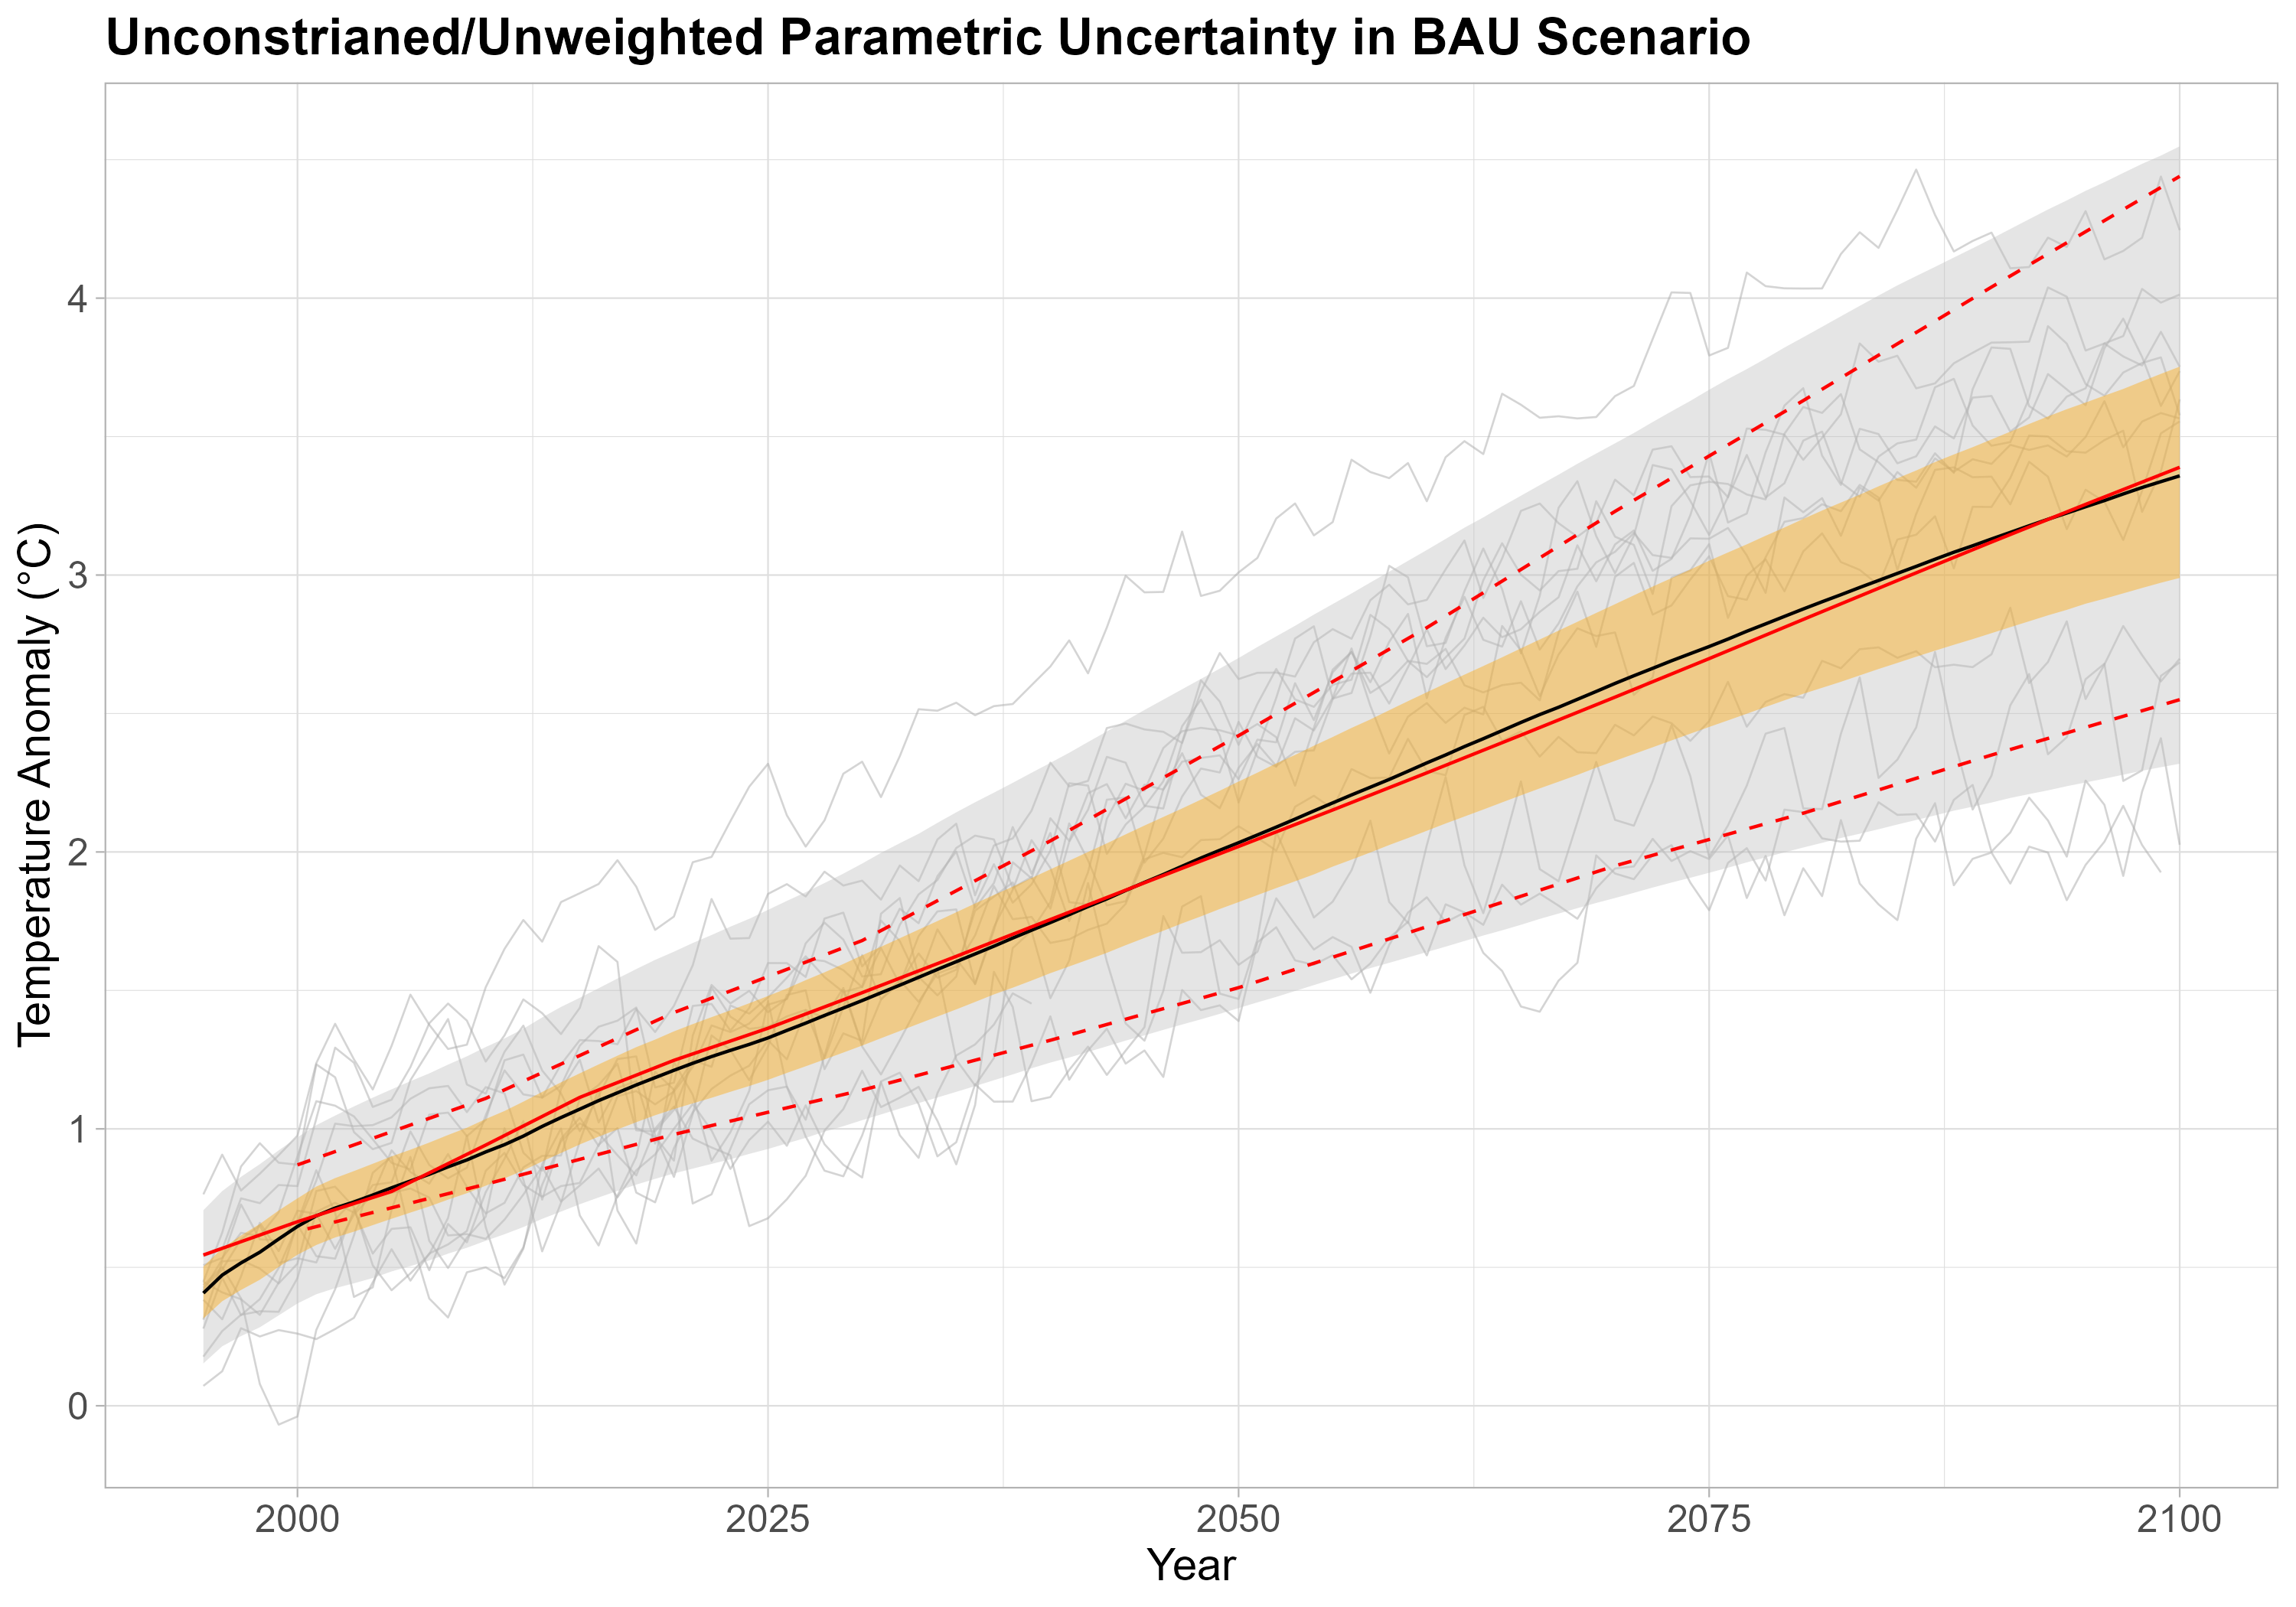 Unconstrianed/Unweighted Parametric Uncertainty in BAU Scenario
Temperature Anomaly (°C)
4
3
2
1
0
2000 2025 2050 2075 2100
Year